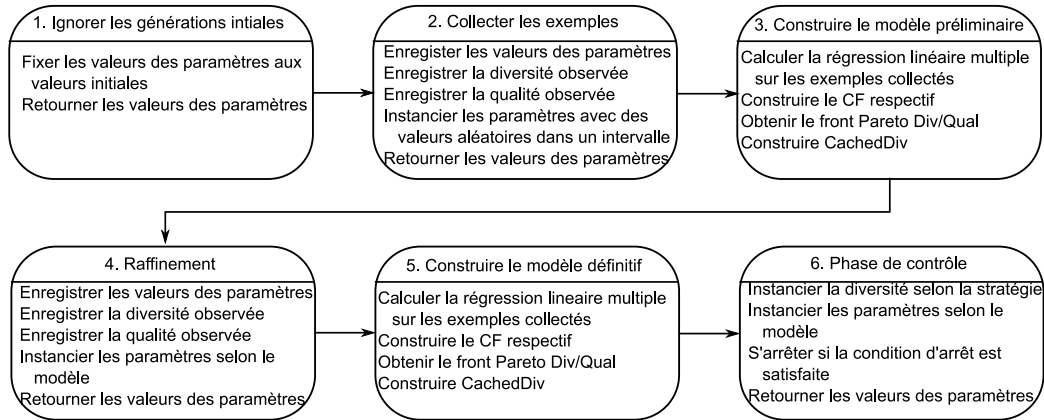 1. Ignorer les générations intiales
Fixer les valeurs des paramètres aux
valeurs initiales
Retourner les valeurs des paramètres
2. Collecter les exemples
Enregister les valeurs des paramètres
Enregistrer la diversité observée
Enregistrer la qualité observée
Instancier les paramètres avec des
valeurs aléatoires dans un intervalle
Retourner les valeurs des paramètres
3. Construire le modèle préliminaire
Calculer la régression linéaire multiple
sur les exemples collectés
Construire le CF respectif
Obtenir le front Pareto Div/Qual
Construire CachedDiv
4. Raffinement
Enregistrer les valeurs des paramètres
Enregistrer la diversité observée
Enregistrer la qualité observée
Instancier les paramètres selon le
modèle
Retourner les valeurs des paramètres
5. Construire le modèle définitif
Calculer la régression lineaire multiple
sur les exemples collectés
Construire le CF respectif
Obtenir le front Pareto Div/Qual
Construire CachedDiv
6. Phase de contrôle
Instancier la diversité selon la stratégie
Instancier les paramètres selon le
modèle
S'arrêter si la condition d'arrêt est
satisfaite
Retourner les valeurs des paramètres